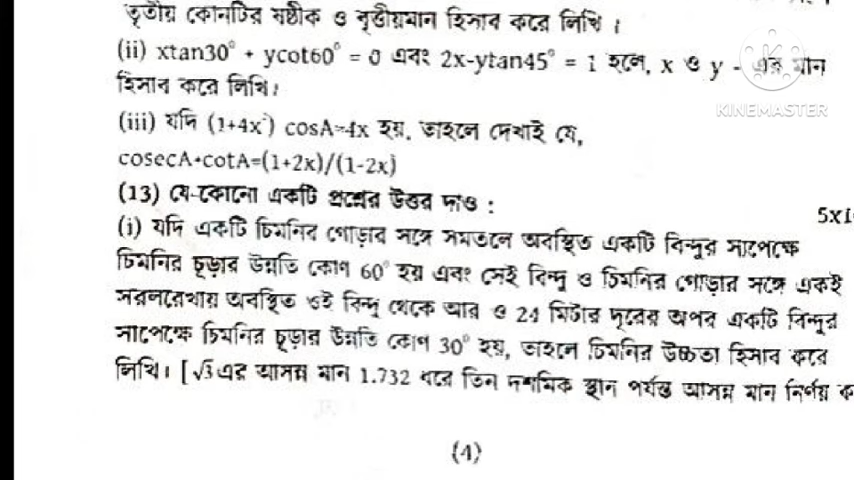 তৃতীয় কোনটির ষষ্ঠীক ও বৃত্তীয়মান হিসাব করে লিখি ।
(ii) xtan30° + ycot60° = 0 এবং 2x-ytan45° = 1 হলে, x ও y - এর মান
হিসাব করে লিখি।
KINEMASTER
(iii) যদি (1+4x²) cosA=4x হয়, তাহলে দেখাই যে,
cosecA+cotA=(1+2x)/(1-2x)
(13) যে-কোনো একটি প্রশ্নের উত্তর দাও :
5x1
(i) যদি একটি চিমনির গোড়ার সঙ্গে সমতলে অবস্থিত একটি বিন্দুর সাপেক্ষে
চিমনির চূড়ার উন্নতি কোণ 60° হয় এবং সেই বিন্দু ও চিমনির গোড়ার সঙ্গে একই
সরলরেখায় অবস্থিত ওই বিন্দু থেকে আর ও 24 মিটার দূরের অপর একটি বিন্দুর
সাপেক্ষে চিমনির চূড়ার উন্নতি কোণ 30° হয়, তাহলে চিমনির উচ্চতা হিসাব করে
লিখি। [√3এর আসন্ন মান 1.732 ধরে তিন দশমিক স্থান পর্যন্ত আসন্ন মান নির্ণয় ক
(4)